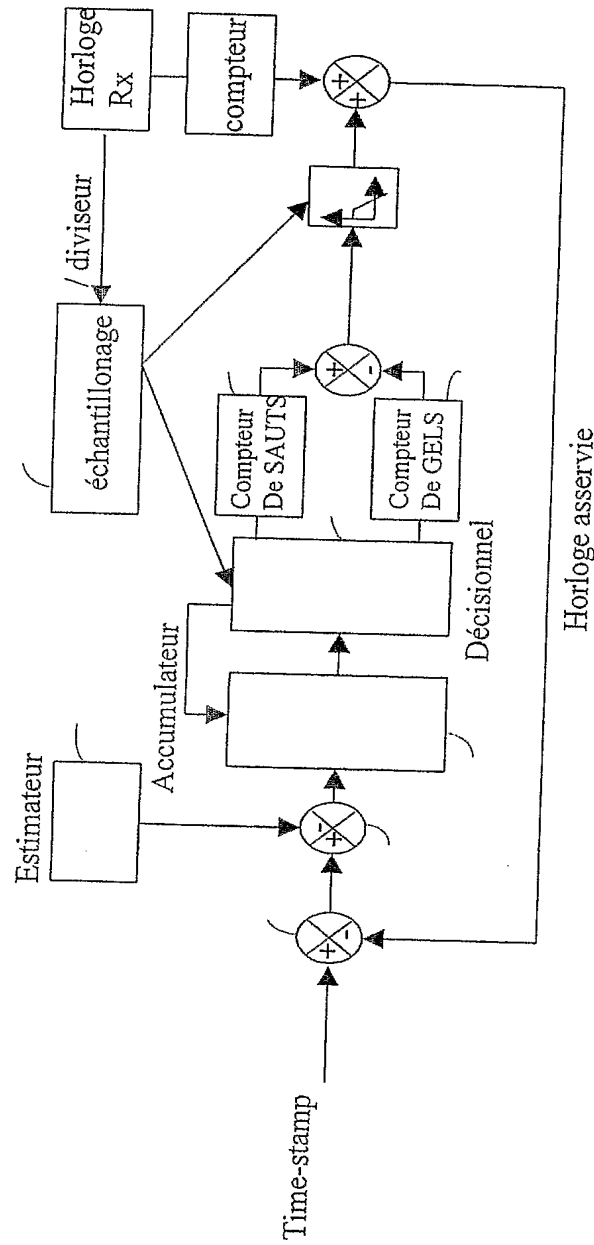 Time-stamp
Estimateur
Accumulateur
Décisionnel
échantillonage
/ diviseur
Horloge
Rx
compteur
Compteur
De SAUTS
Compteur
De GELS
+
-
-
+
+
-
+
+
Horloge asservie